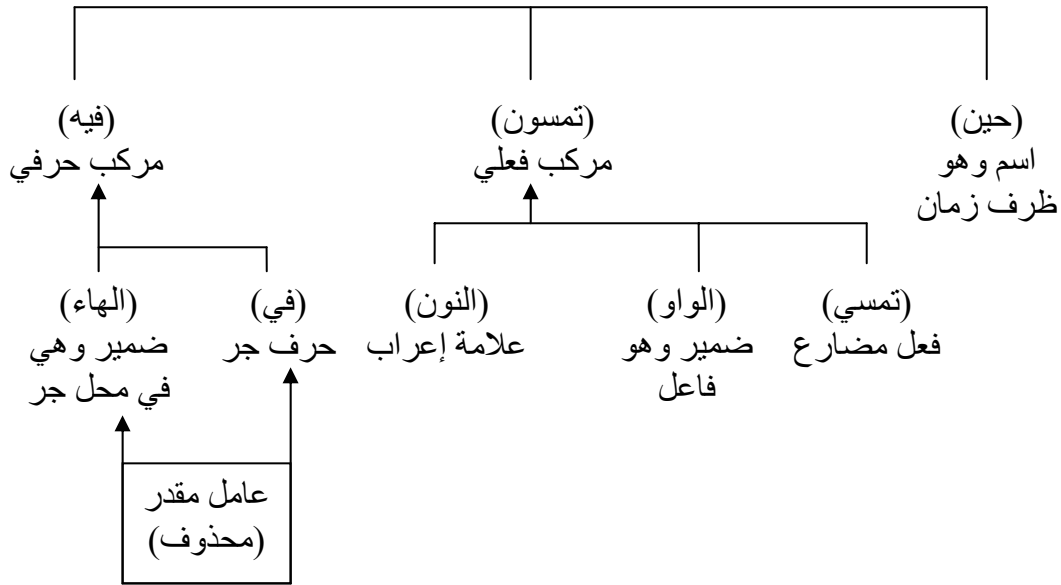 (حين)
اسم وهو
ظرف زمان
(تمسون)
مركب فعلي
(فيه)
مركب حرفي
(تمسي)
فعل مضارع
(الواو)
ضمير وهو
فاعل
(النون)
علامة إعراب
(في)
حرف جر
(الهاء)
ضمير وهي
في محل جر
عامل مقدر
(محذوف)